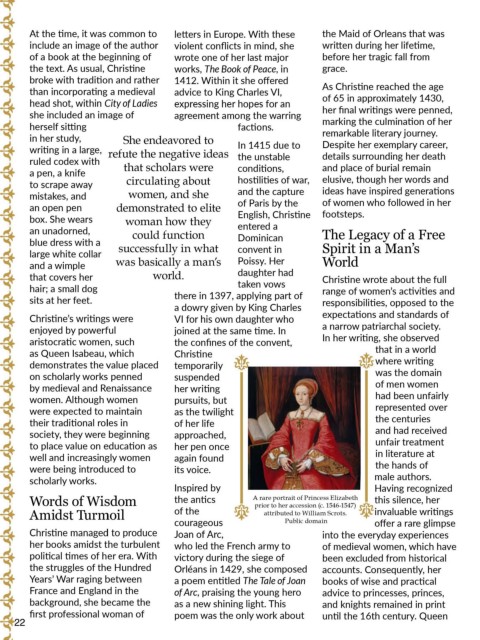 At the time, it was common to
include an image of the author
of a book at the beginning of
the text. As usual, Christine
broke with tradition and rather
than incorporating a medieval
head shot, within City of Ladies
she included an image of
herself sitting
in her study,
writing in a large,
ruled codex with
a pen, a knife
to scrape away
mistakes, and
an open pen
box. She wears
an unadorned,
blue dress with a
large white collar
and a wimple
that covers her
hair; a small dog
sits at her feet.
Christine's writings were
enjoyed by powerful
aristocratic women, such
as Queen Isabeau, which
demonstrates the value placed
on scholarly works penned
by medieval and Renaissance
women. Although women
were expected to maintain
their traditional roles in
society, they were beginning
to place value on education as
well and increasingly women
were being introduced to
scholarly works.
Words of Wisdom
Amidst Turmoil
Christine managed to produce
her books amidst the turbulent
political times of her era. With
the struggles of the Hundred
Years' War raging between
France and England in the
background, she became the
first professional woman of
She endeavored to
refute the negative ideas
that scholars were
circulating about
women, and she
demonstrated to elite
woman how they
could function
successfully in what
was basically a man's
world.
letters in Europe. With these
violent conflicts in mind, she
wrote one of her last major
works, The Book of Peace, in
1412. Within it she offered
advice to King Charles VI,
expressing her hopes for an
agreement among the warring
factions.
In 1415 due to
the unstable
conditions,
hostilities of war,
and the capture
of Paris by the
English, Christine
entered a
Dominican
convent in
Poissy. Her
daughter had
taken vows
there in 1397, applying part of
a dowry given by King Charles
VI for his own daughter who
joined at the same time. In
the confines of the convent,
Christine
temporarily
suspended
her writing
pursuits, but
as the twilight
of her life
approached,
her pen once
again found
its voice.
Inspired by
the antics
of the
courageous
Joan of Arc,
who led the French army to
victory during the siege of
Orléans in 1429, she composed
a poem entitled The Tale of Joan
of Arc, praising the young hero
as a new shining light. This
poem was the only work about
A rare portrait of Princess Elizabeth
prior to her accession (c. 1546-1547)
attributed to William Scrots.
Public domain
the Maid of Orleans that was
written during her lifetime,
before her tragic fall from
grace.
As Christine reached the age
of 65 in approximately 1430,
her final writings were penned,
marking the culmination of her
remarkable literary journey.
Despite her exemplary career,
details surrounding her death
and place of burial remain
elusive, though her words and
ideas have inspired generations
of women who followed in her
footsteps.
The Legacy of a Free
Spirit in a Man's
World
Christine wrote about the full
range of women's activities and
responsibilities, opposed to the
expectations and standards of
a narrow patriarchal society.
In her writing, she observed
that in a world
where writing
was the domain
of men women
had been unfairly
represented over
the centuries
and had received
unfair treatment
in literature at
the hands of
male authors.
Having recognized
this silence, her
invaluable writings
offer a rare glimpse
into the everyday experiences
of medieval women, which have
been excluded from historical
accounts. Consequently, her
books of wise and practical
advice to princesses, princes,
and knights remained in print
until the 16th century. Queen
22